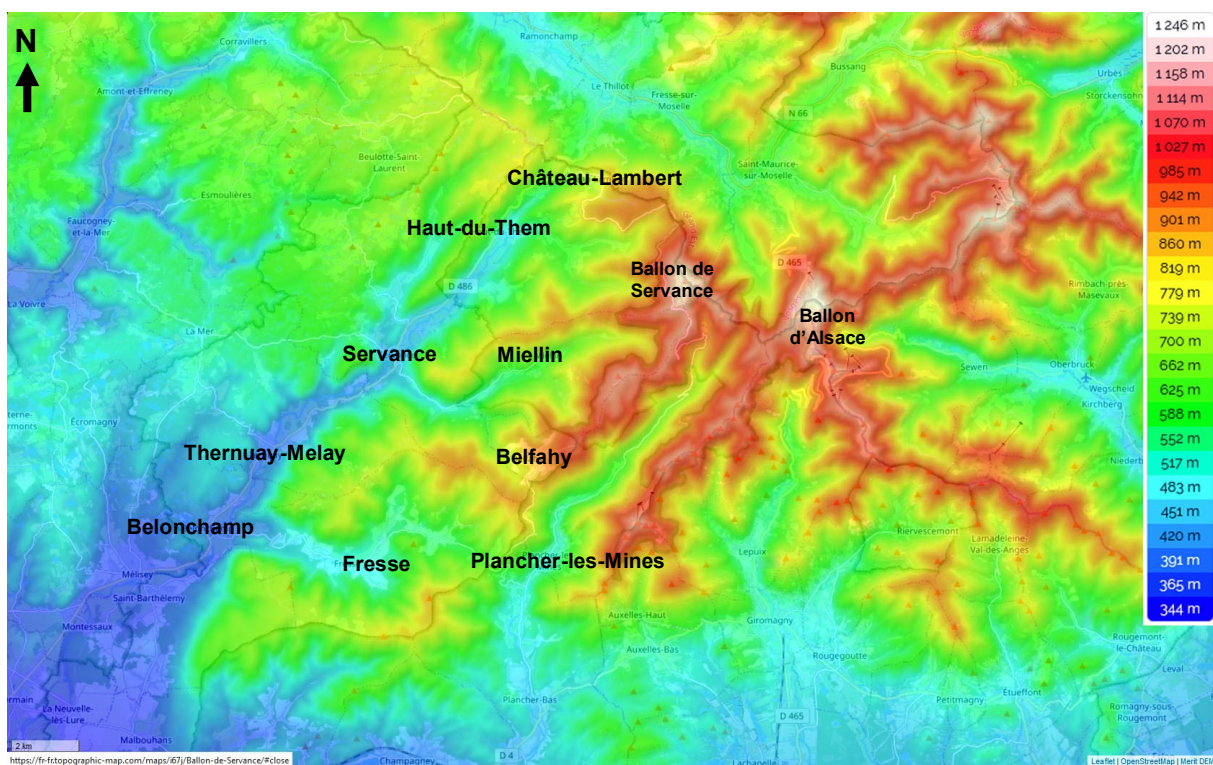 N
Corravillers
Ramonchamp
Bussang
Urbès
Storckensohn
Amont-et-Effreney
Le Thillot
Fresse-sur-
Moselle
N 66
Beulotte-Saint-
Laurent
Saint-Maurice-
sur-Moselle
Château-Lambert
Esmoulières
Faucogney-
et-la-Mer
Haut-du-Them
Ballon de
Servance
D 465
D 486
La Voivre
Rimbach-près-
Masevaux
Ballon
d'Alsace
La Mer
Servance
Miellin
Sewen
Oberbruck
Wegscheid
Kirchberg
Écromagny
Thernuay-Melay
Belfahy
Belonchamp
Riervescemont
Lamadeleine-
Val-des-Anges
Fresse
Plancher-les-Mines
Lepuix
Mélisey
Saint-Barthélemy
Montessaux
Auxelles-Haut
Giromagny
Auxelles-Bas
Rougegoutte
Rougemont-
le-Château
Leval
Plancher-Bas
Petitmagny
Étueffont
Romagny-sous-
Rougemont
La Neuvelle-
lès-Lure
D 465
Malbouhans
D 4
Champagney
Lachapelle
2 km
https://fr-fr.topographic-map.com/maps/i67j/Ballon-de-Servance/#close
Leaflet | OpenStreetMap | Merit DEM
1 246 m
1 202 m
1 158 m
1 114 m
1 070 m
1 027 m
985 m
942 m
901 m
860 m
819 m
779 m
739 m
700 m
662 m
625 m
588 m
552 m
517 m
483 m
451 m
420 m
391 m
365 m
344 m